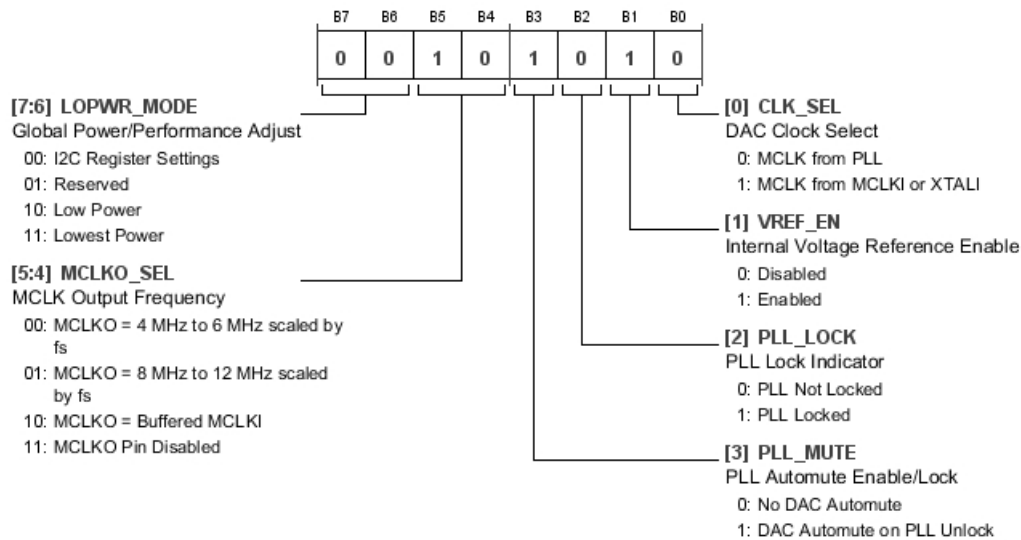 B7 B6 B5 B4 B3 B2 B1 B0
0 0 1 0 1 0 1 0
[7:6] LOPWR_MODE
Global Power/Performance Adjust
00: I2C Register Settings
01: Reserved
10: Low Power
11: Lowest Power
[5:4] MCLKO_SEL
MCLK Output Frequency
00: MCLKO = 4 MHz to 6 MHz scaled by
fs
01: MCLKO = 8 MHz to 12 MHz scaled
by fs
10: MCLKO = Buffered MCLKI
11: MCLKO Pin Disabled
[0] CLK_SEL
DAC Clock Select
0: MCLK from PLL
1: MCLK from MCLKI or XTALI
[1] VREF_EN
Internal Voltage Reference Enable
0: Disabled
1: Enabled
[2] PLL_LOCK
PLL Lock Indicator
0: PLL Not Locked
1: PLL Locked
[3] PLL_MUTE
PLL Automute Enable/Lock
0: No DAC Automute
1: DAC Automute on PLL Unlock